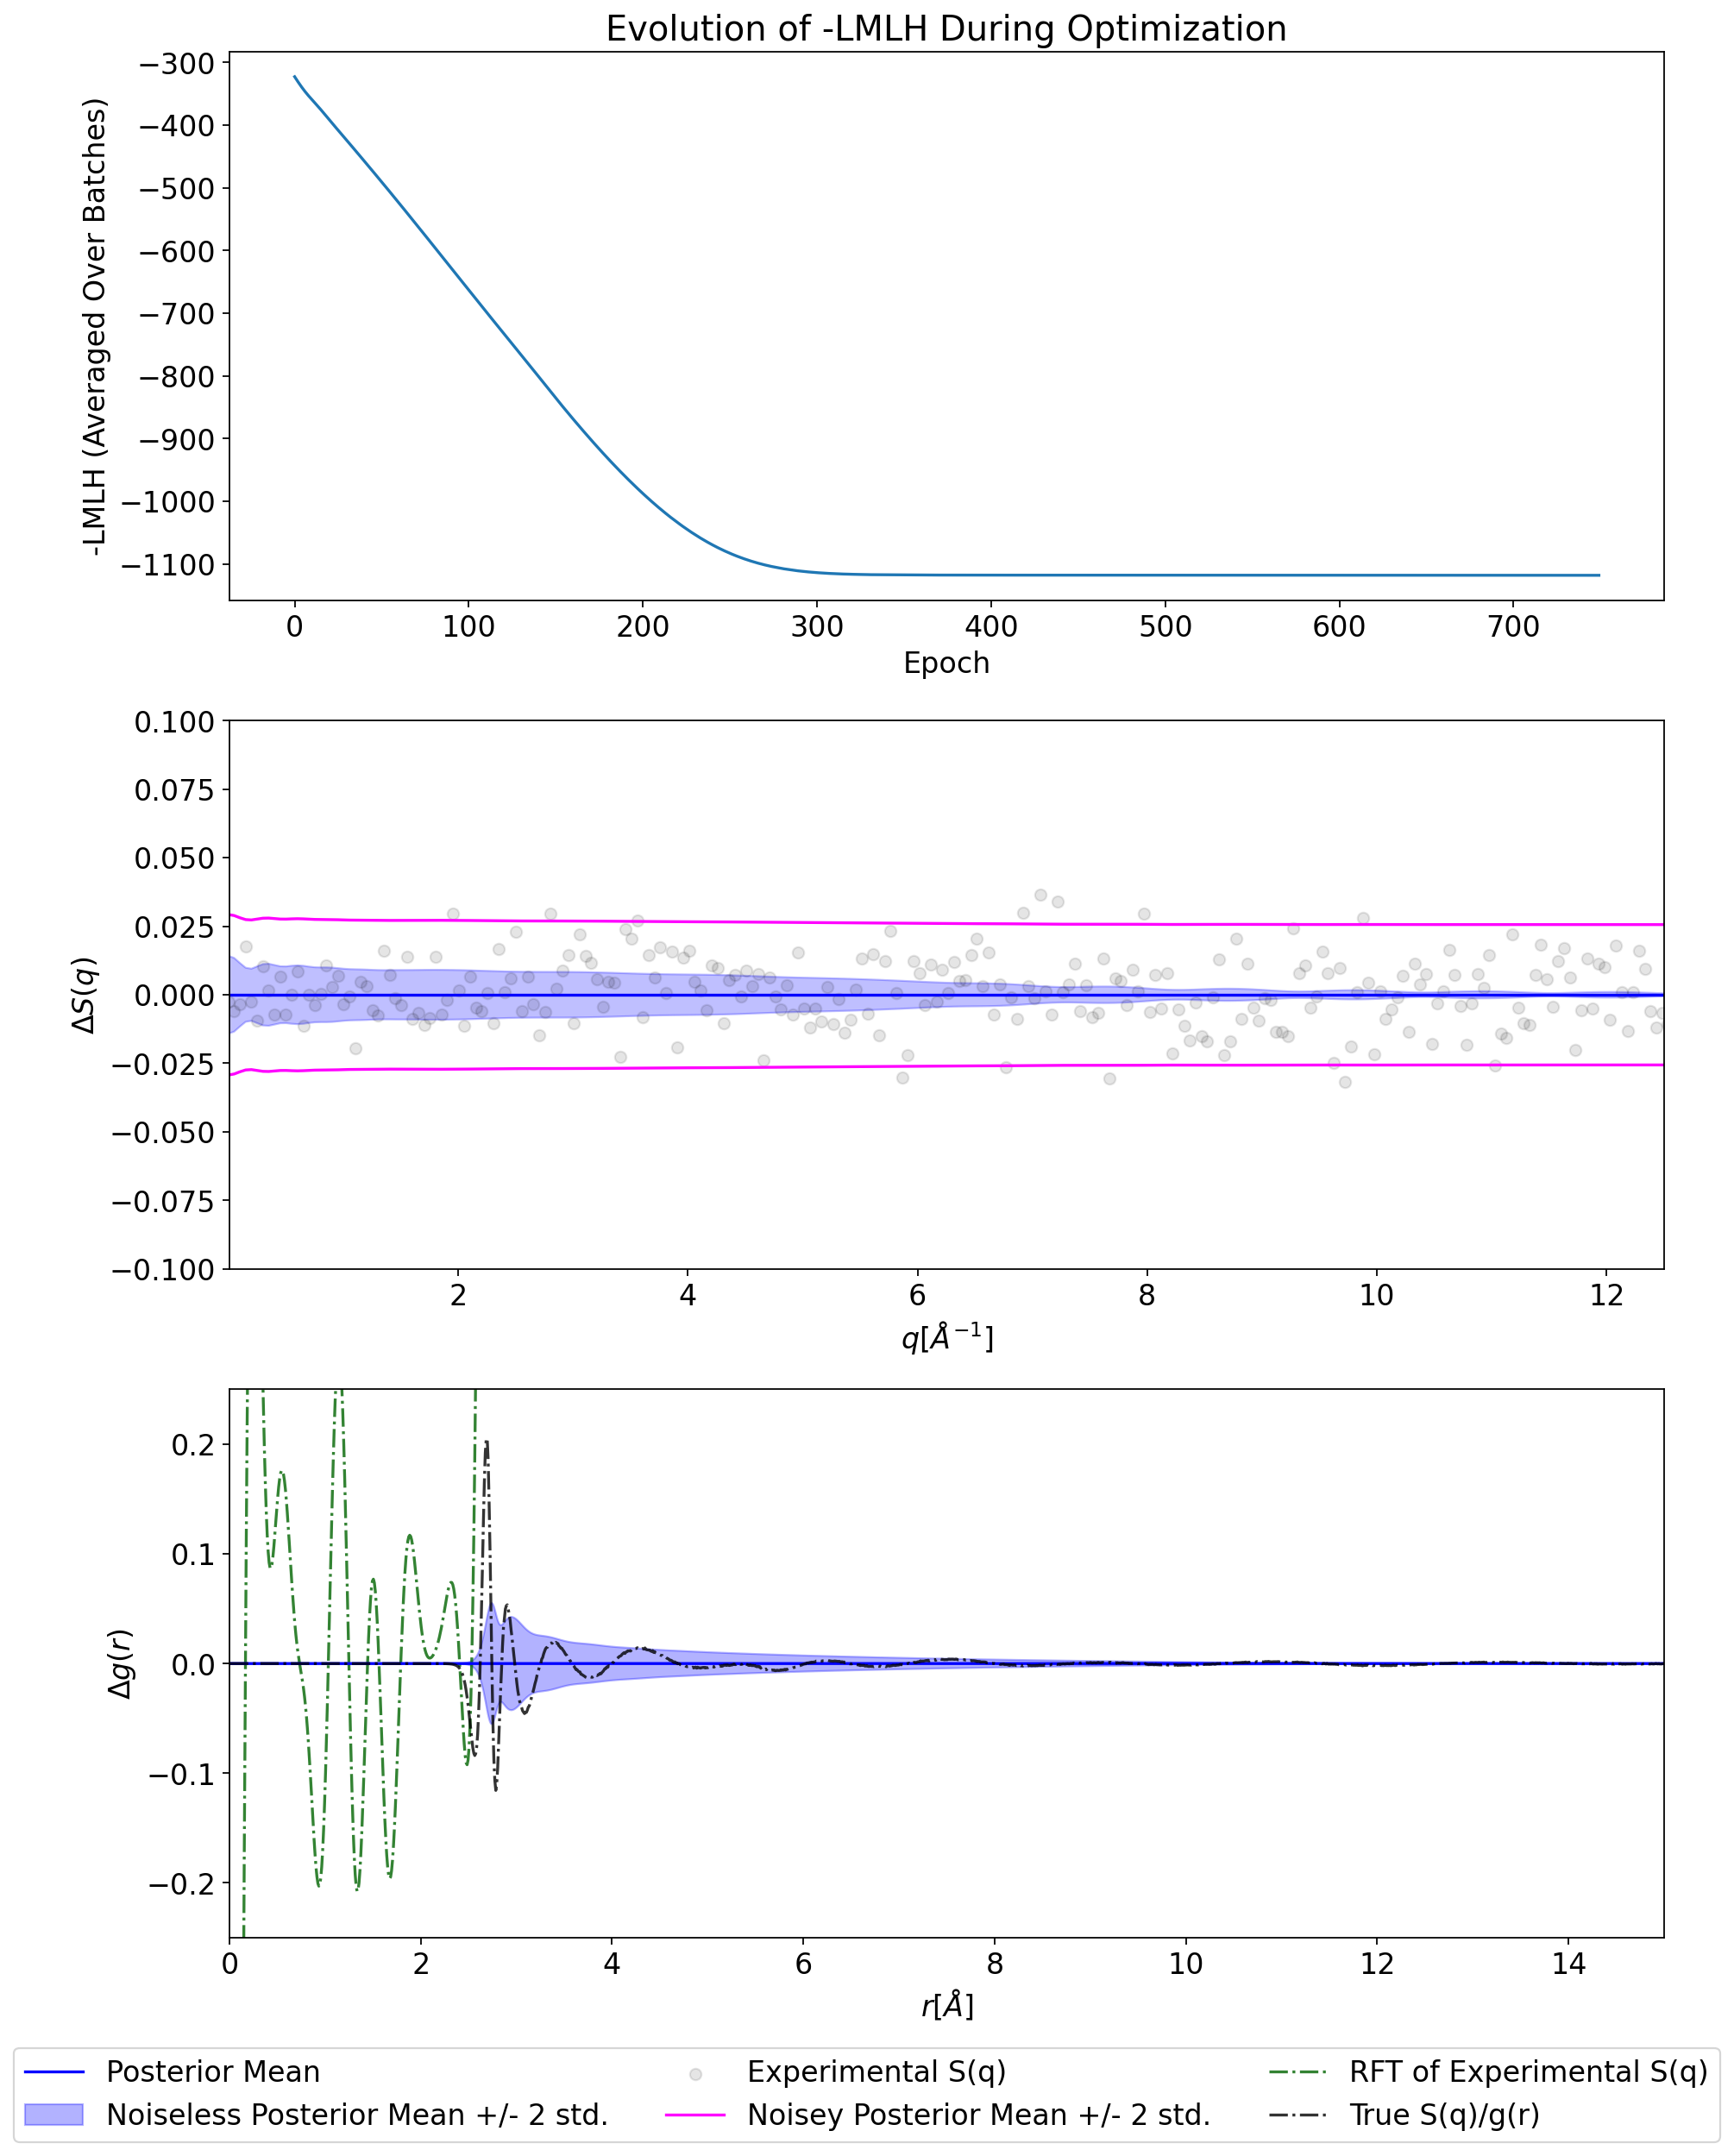 Evolution of -LMLH During Optimization
-LMLH (Averaged Over Batches)
−300
−400
−500
−600
−700
−800
−900
−1000
−1100
0 100 200 300 400 500 600 700
Epoch
ΔS(q)
0.100
0.075
0.050
0.025
0.000
−0.025
−0.050
−0.075
−0.100
2 4 6 8 10 12
q[Å⁻¹]
Δg(r)
0.2
0.1
0.0
−0.1
−0.2
0 2 4 6 8 10 12 14
r[Å]
Posterior Mean
Noiseless Posterior Mean +/- 2 std.
Experimental S(q)
Noisey Posterior Mean +/- 2 std.
RFT of Experimental S(q)
True S(q)/g(r)